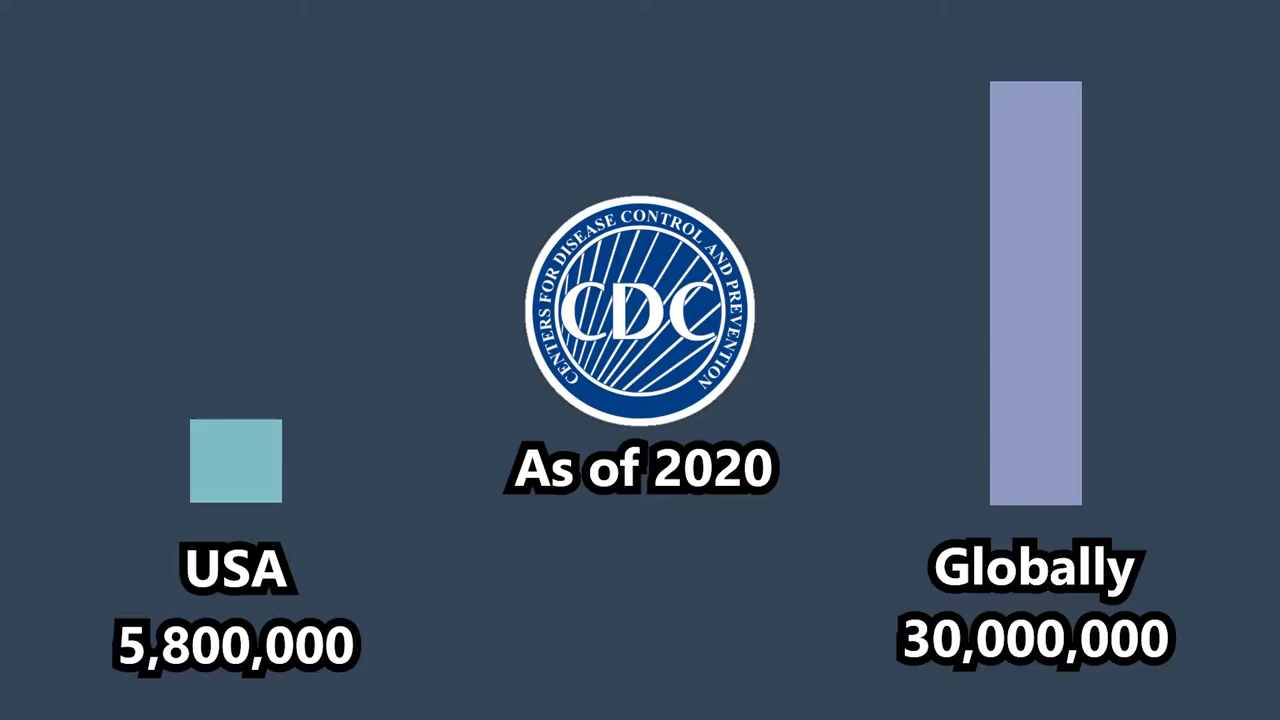 CENTERS FOR DISEASE CONTROL AND PREVENTION
CDC
As of 2020
USA
5,800,000
Globally
30,000,000